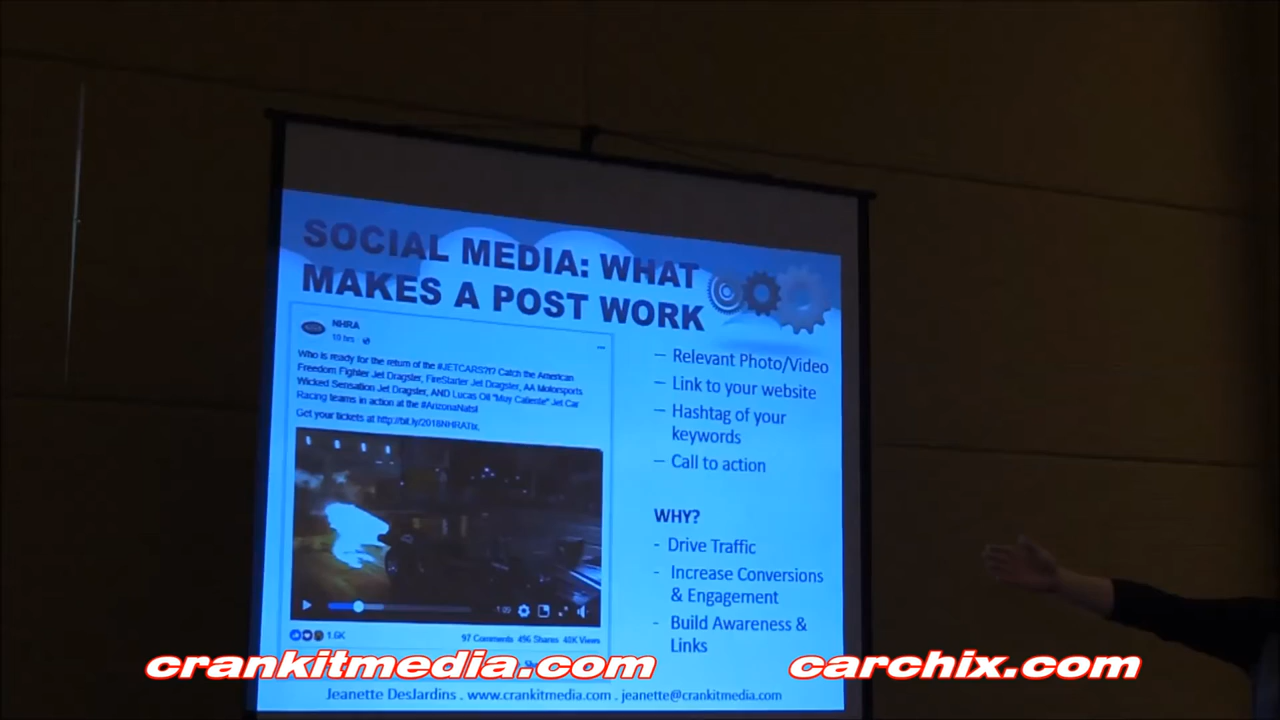 SOCIAL MEDIA: WHAT
MAKES A POST WORK
NHRA
10 hrs
Who is ready for the return of the #JETCARS?!? Catch the American
Freedom Fighter Jet Dragster, FireStarter Jet Dragster, AA Motorsports
Wicked Sensation Jet Dragster, AND Lucas Oil "Muy Caliente" Jet Car
Racing teams in action at the #ArizonaNats!
Get your tickets at http://bit.ly/2018NHRATix.
-1:09
1.6K
97 Comments 496 Shares 40K Views
– Relevant Photo/Video
– Link to your website
– Hashtag of your
keywords
– Call to action
WHY?
- Drive Traffic
- Increase Conversions
& Engagement
- Build Awareness &
Links
crankitmedia.com
carchix.com
Jeanette DesJardins . www.crankitmedia.com . jeanette@crankitmedia.com